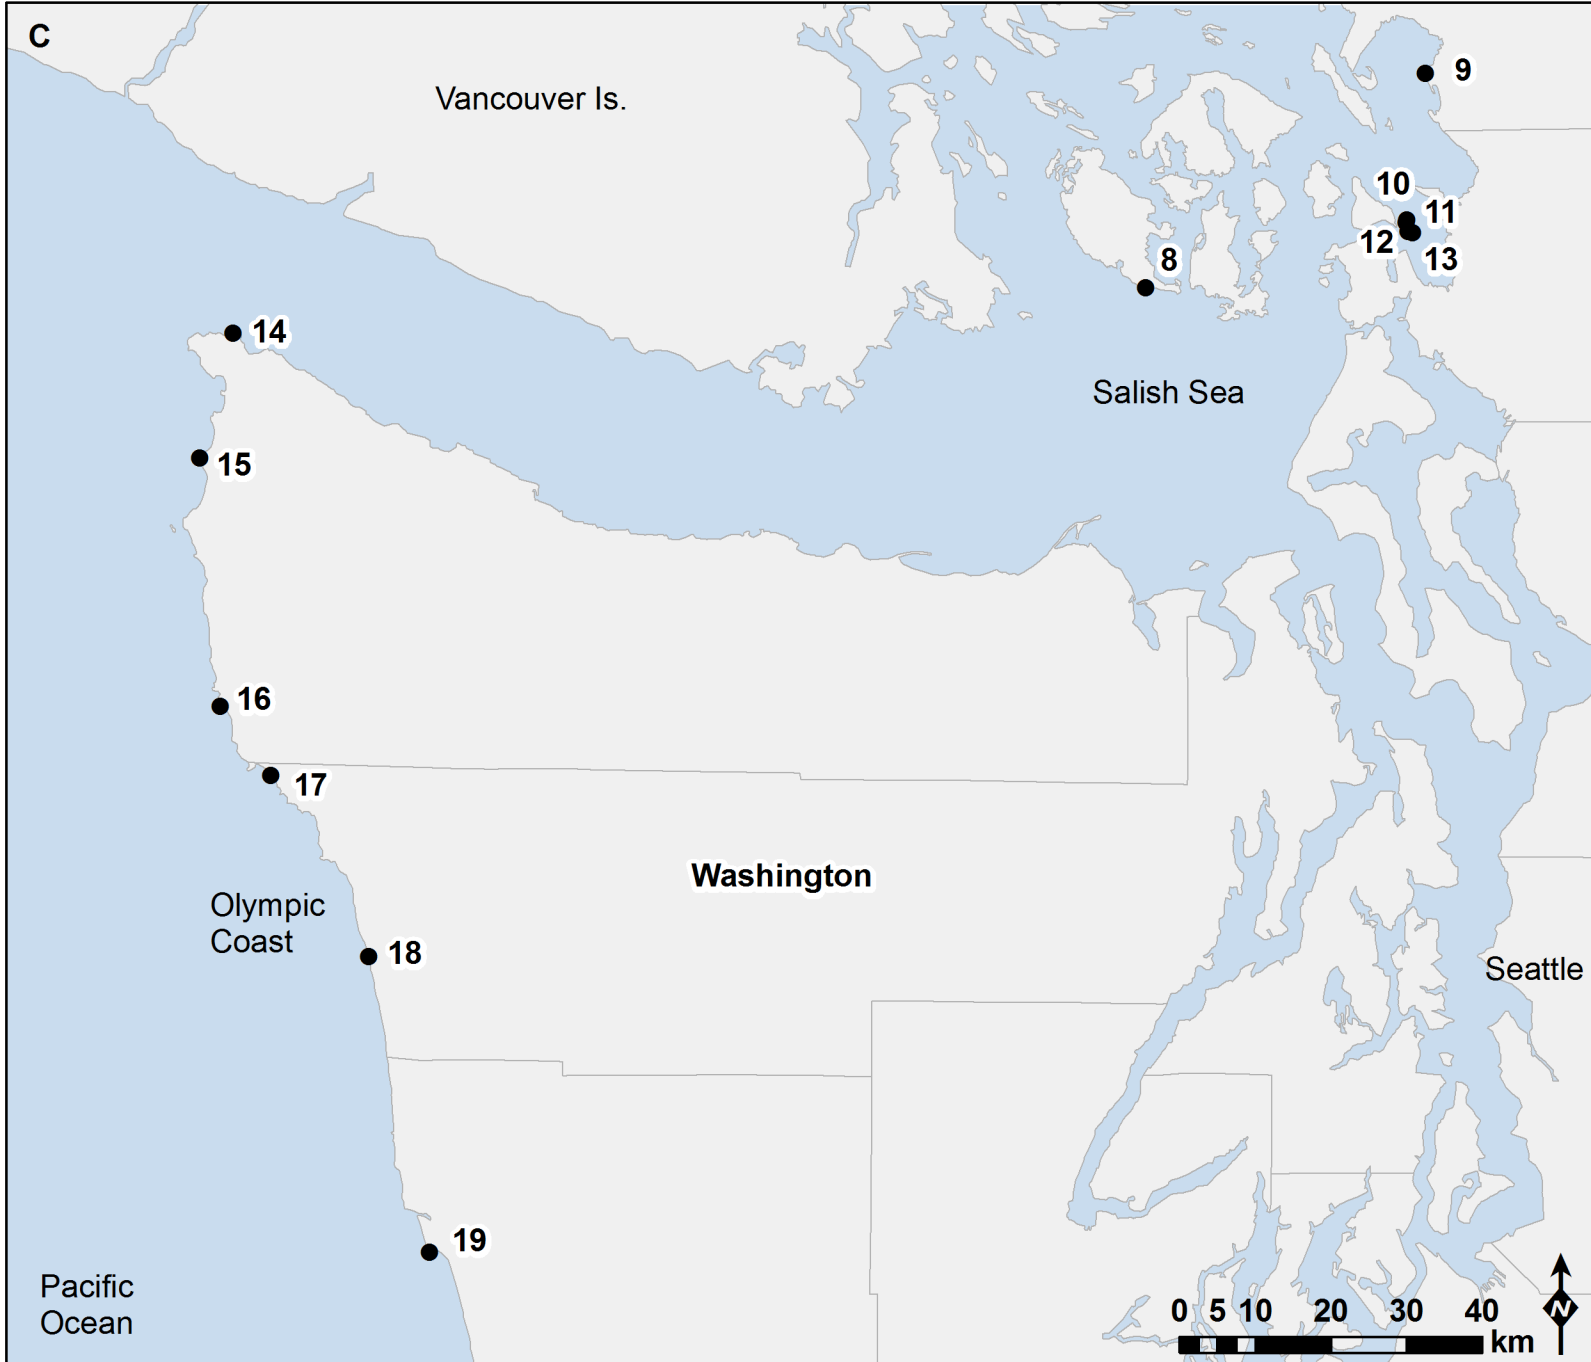 C
Vancouver Is.
9
10
11
12
13
8
14
Salish Sea
15
16
17
Washington
Olympic
Coast
18
Seattle
19
Pacific
Ocean
0 5 10 20 30 40
km
N